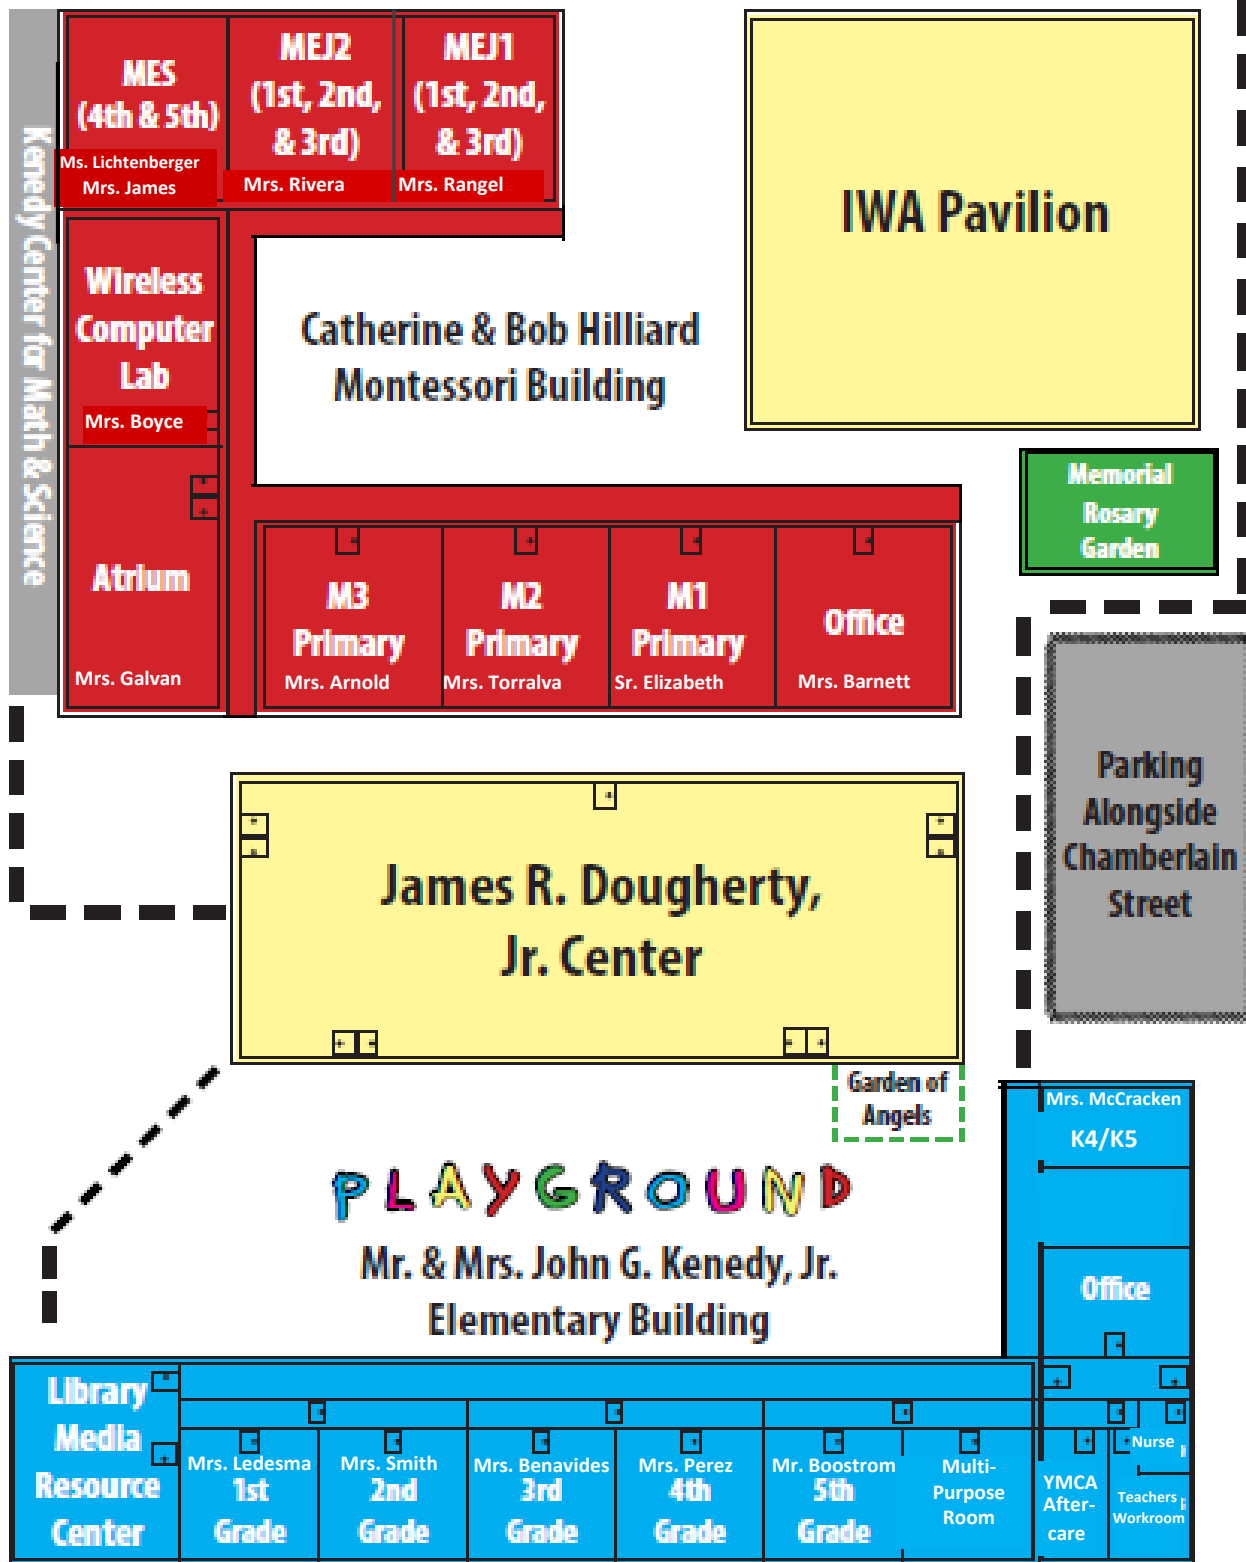 MES
(4th & 5th)
Ms. Lichtenberger
Mrs. James
MEJ2
(1st, 2nd,
& 3rd)
Mrs. Rivera
MEJ1
(1st, 2nd,
& 3rd)
Mrs. Rangel
IWA Pavilion
Kenedy Center for Math & Science
Wireless
Computer
Lab
Mrs. Boyce
Catherine & Bob Hilliard
Montessori Building
Memorial
Rosary
Garden
Atrium
Mrs. Galvan
M3
Primary
Mrs. Arnold
M2
Primary
Mrs. Torralva
M1
Primary
Sr. Elizabeth
Office
Mrs. Barnett
Parking
Alongside
Chamberlain
Street
James R. Dougherty,
Jr. Center
Garden of
Angels
Mrs. McCracken
K4/K5
PLAYGROUND
Mr. & Mrs. John G. Kenedy, Jr.
Elementary Building
Office
Library
Media
Resource
Center
Mrs. Ledesma
1st
Grade
Mrs. Smith
2nd
Grade
Mrs. Benavides
3rd
Grade
Mrs. Perez
4th
Grade
Mr. Boostrom
5th
Grade
Multi-
Purpose
Room
YMCA
After-
care
Nurse
Teachers
Workroom